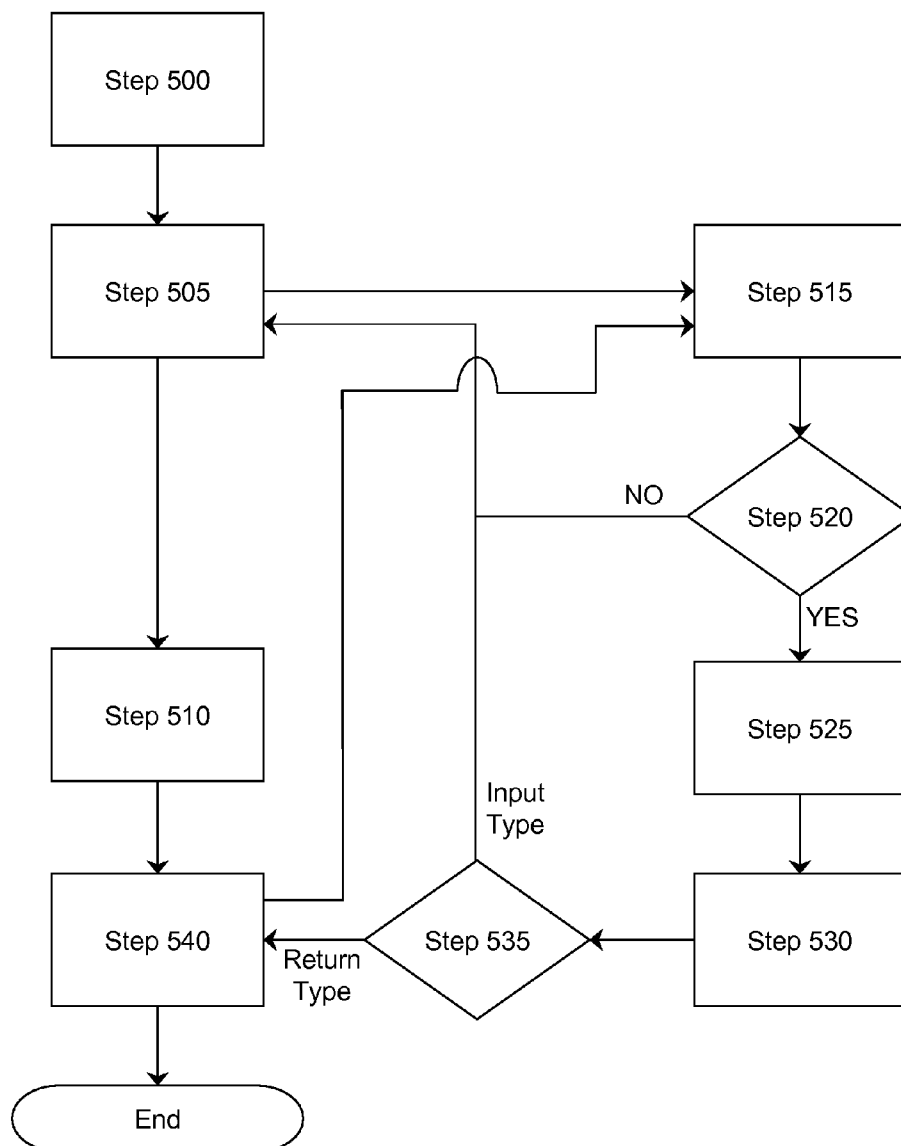 Step 500
Step 505
Step 515
NO
Step 520
YES
Step 510
Step 525
Input
Type
Step 540
Return
Type
Step 535
Step 530
End